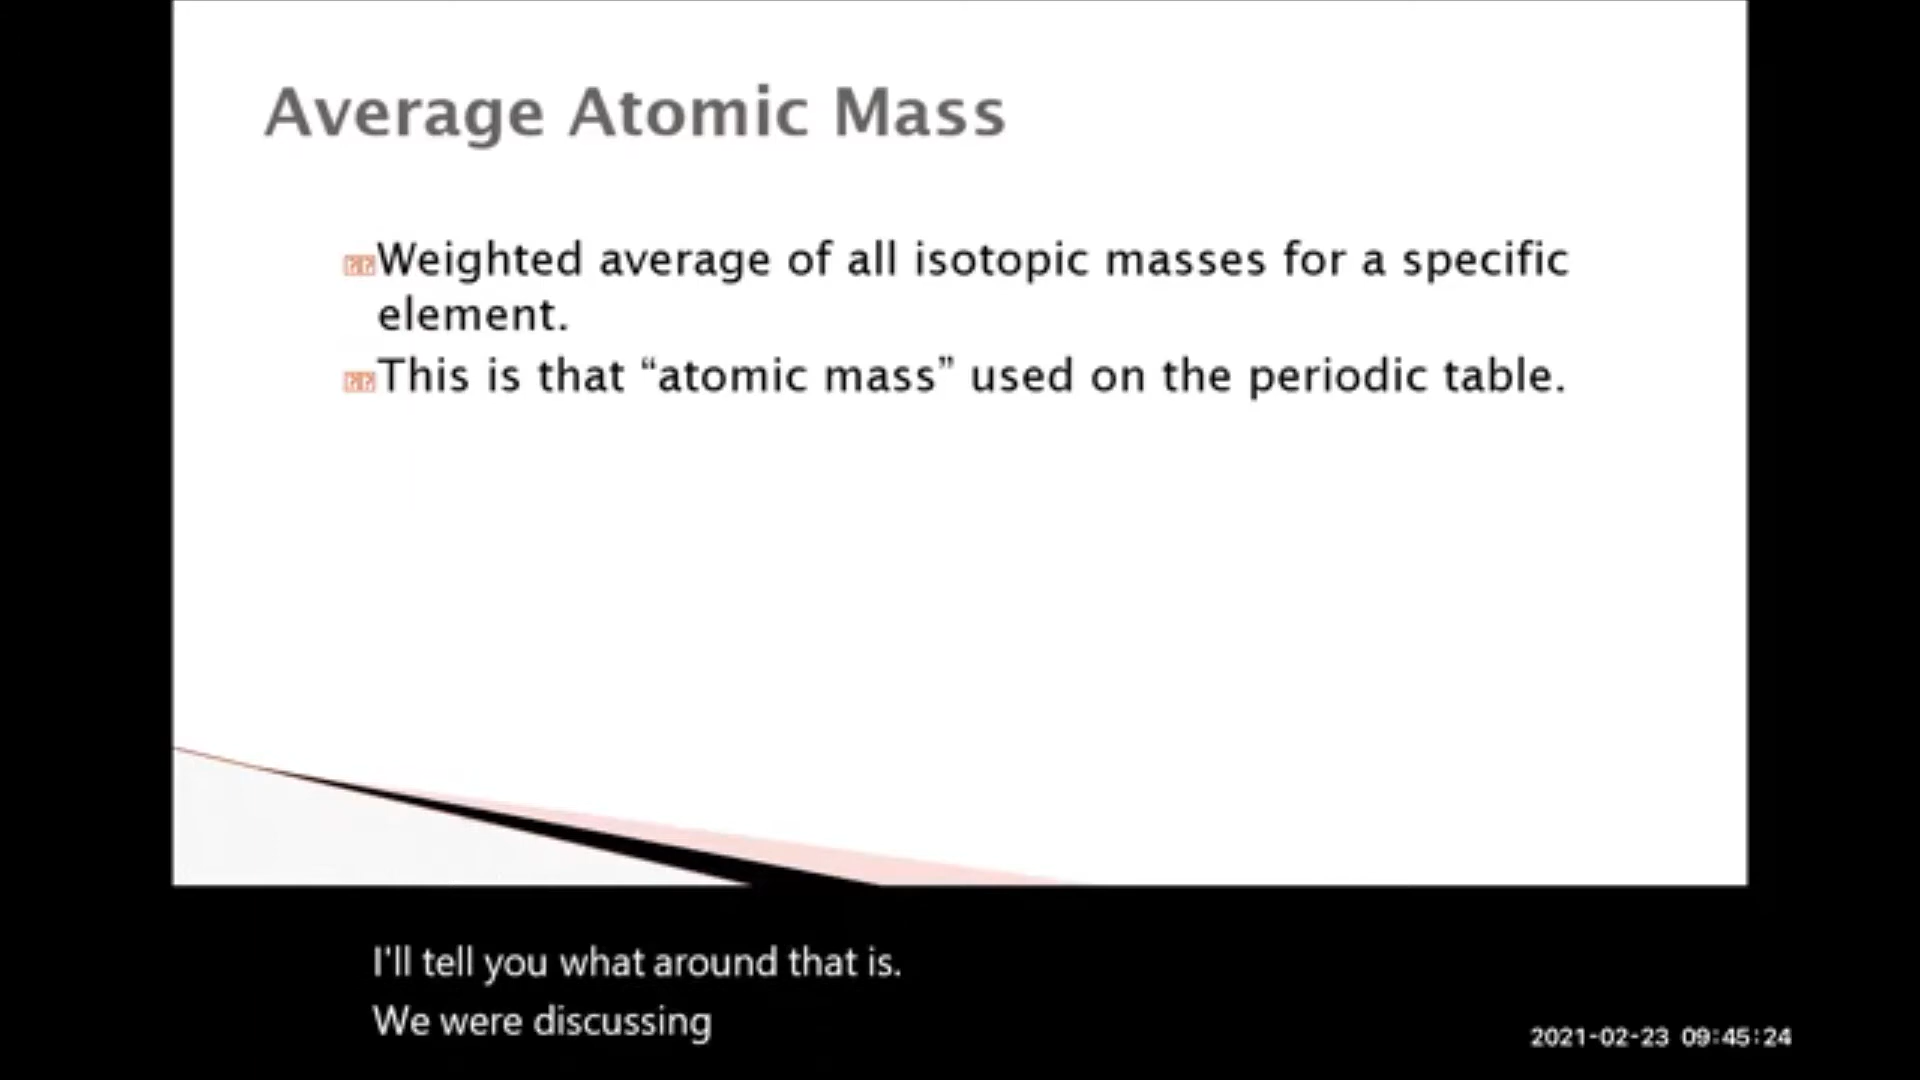 Average Atomic Mass
Weighted average of all isotopic masses for a specific
element.
This is that “atomic mass” used on the periodic table.
I'll tell you what around that is.
We were discussing
2021-02-23 09:45:24